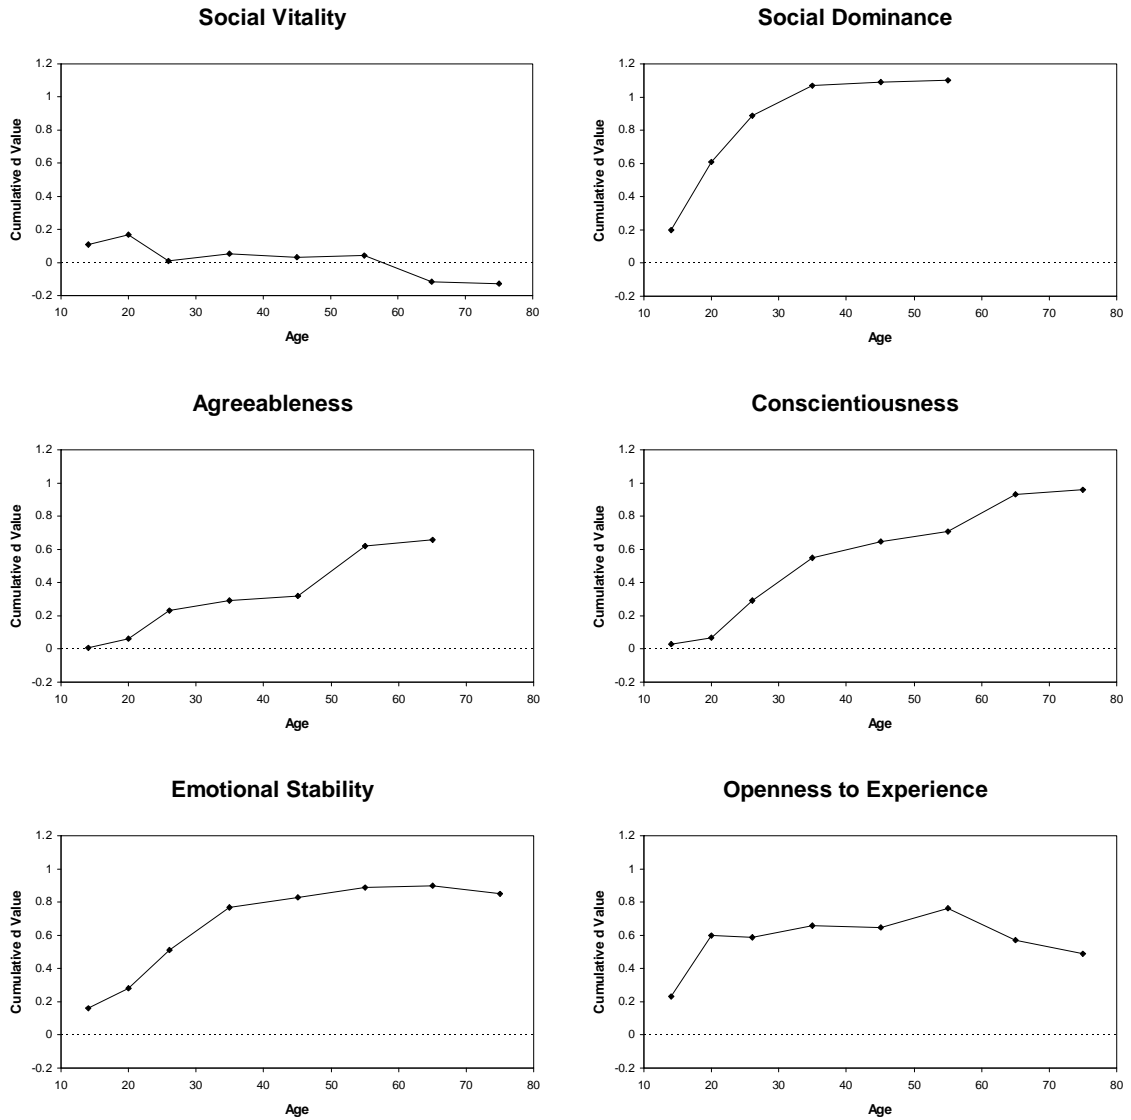 Social Vitality
1.2
1
0.8
0.6
0.4
0.2
0
-0.2
Cumulative d Value
10 20 30 40 50 60 70 80
Age
Social Dominance
1.2
1
0.8
0.6
0.4
0.2
0
-0.2
Cumulative d Value
10 20 30 40 50 60 70 80
Age
Agreeableness
1.2
1
0.8
0.6
0.4
0.2
0
-0.2
Cumulative d Value
10 20 30 40 50 60 70 80
Age
Conscientiousness
1.2
1
0.8
0.6
0.4
0.2
0
-0.2
Cumulative d Value
10 20 30 40 50 60 70 80
Age
Emotional Stability
1.2
1
0.8
0.6
0.4
0.2
0
-0.2
Cumulative d Value
10 20 30 40 50 60 70 80
Age
Openness to Experience
1.2
1
0.8
0.6
0.4
0.2
0
-0.2
Cumulative d Value
10 20 30 40 50 60 70 80
Age